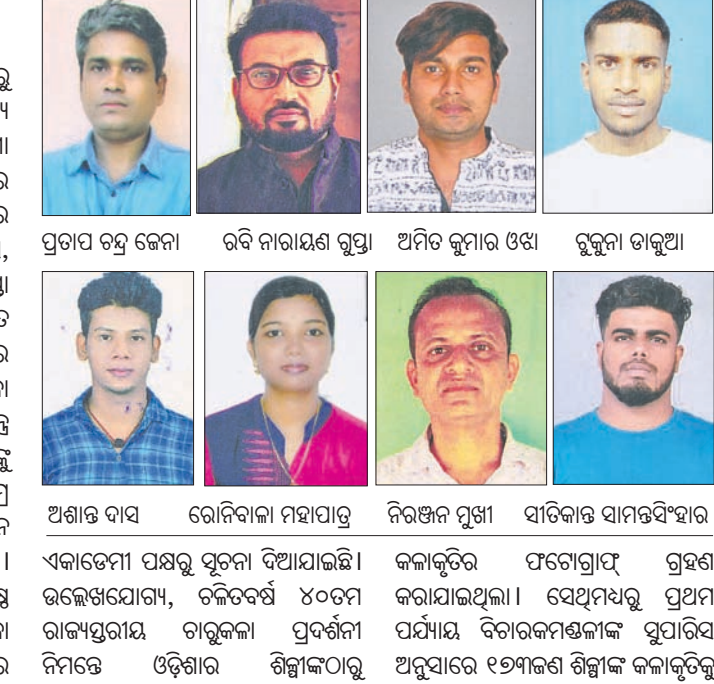 ପ୍ରତାପ ଚନ୍ଦ୍ର ଜେନା ରବି ନାରାୟଣ ଗୁପ୍ତା ଅମିତ କୁମାର ଓଝା ଟୁକୁନା ଡାକୁଆ
ଅଶାନ୍ତ ଦାସ ରୋନିବାଳା ମହାପାତ୍ର ନିରଞ୍ଜନ ମୁଖୀ ସୀତିକାନ୍ତ ସାମନ୍ତସିଂହାର
ଏକାଡେମୀ ପକ୍ଷରୁ ସୂଚନା ଦିଆଯାଇଛି।
ଉଲ୍ଲେଖଯୋଗ୍ୟ, ଚଳିତବର୍ଷ ୪୦ତମ
ରାଜ୍ୟସ୍ତରୀୟ ଚାରୁକଳା ପ୍ରଦର୍ଶନୀ
ନିମନ୍ତେ ଓଡ଼ିଶାର ଶିଳ୍ପୀଙ୍କଠାରୁ
କଳାକୃତିର ଫଟୋଗ୍ରାଫ୍ ଗ୍ରହଣ
କରାଯାଇଥିଲା। ସେଥିମଧ୍ୟରୁ ପ୍ରଥମ
ପର୍ଯ୍ୟାୟ ବିଚାରକମଣ୍ଡଳୀଙ୍କ ସୁପାରିସ
ଅନୁସାରେ ୧୭୩ଜଣ ଶିଳ୍ପୀଙ୍କ କଳାକୃତିକୁ